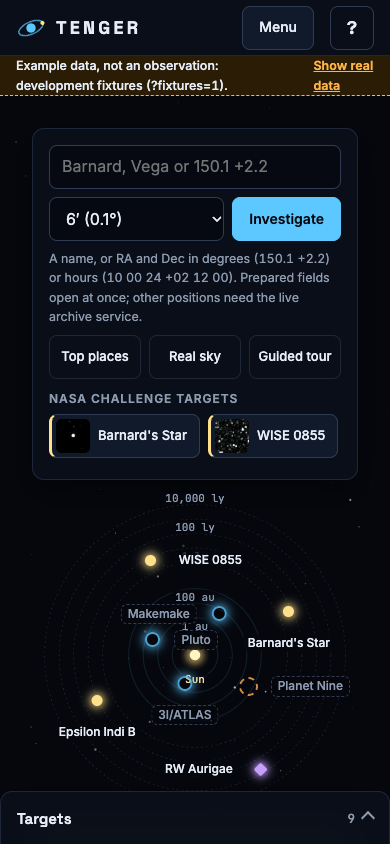 TENGER
Menu
?
Example data, not an observation:
development fixtures (?fixtures=1).
Show real
data
Barnard, Vega or 150.1 +2.2
6′ (0.1°)
Investigate
A name, or RA and Dec in degrees (150.1 +2.2)
or hours (10 00 24 +02 12 00). Prepared fields
open at once; other positions need the live
archive service.
Top places
Real sky
Guided tour
NASA CHALLENGE TARGETS
Barnard's Star
WISE 0855
10,000 ly
100 ly
WISE 0855
100 au
Makemake
1 au
Pluto
Barnard's Star
Sun
Planet Nine
3I/ATLAS
Epsilon Indi B
RW Aurigae
Targets
9